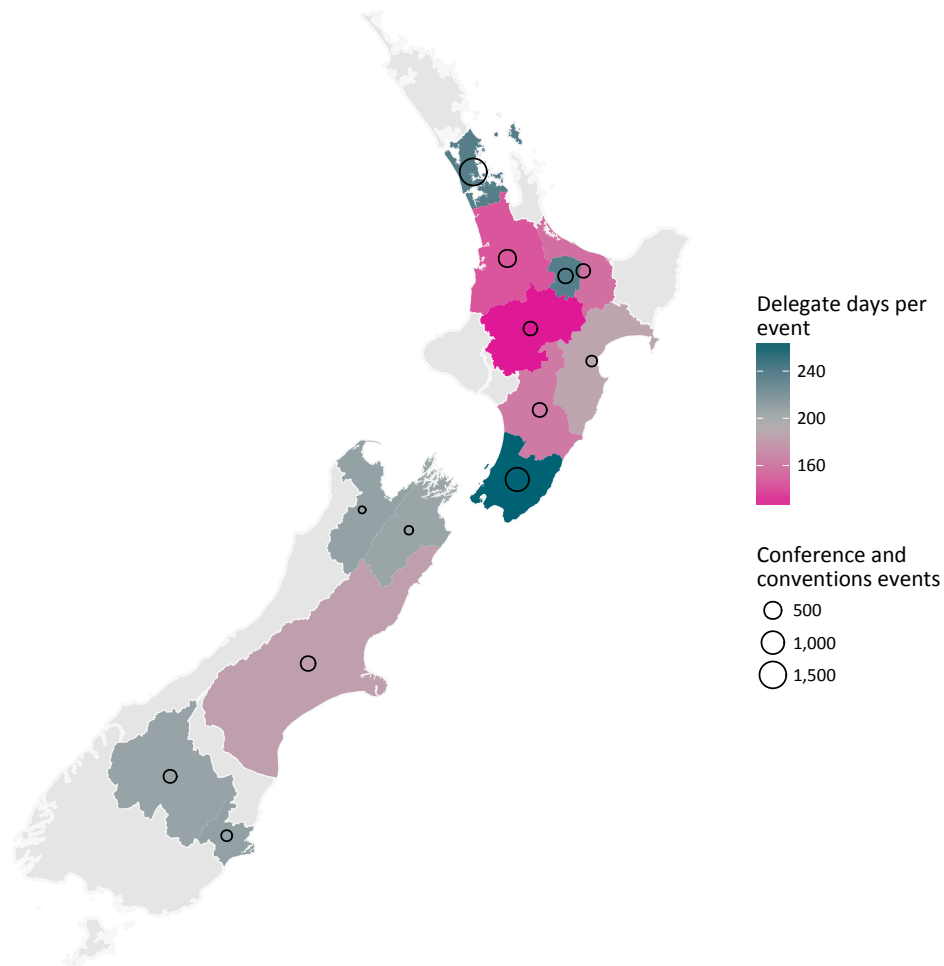 Delegate days per
event
240
200
160
Conference and
conventions events
500
1,000
1,500